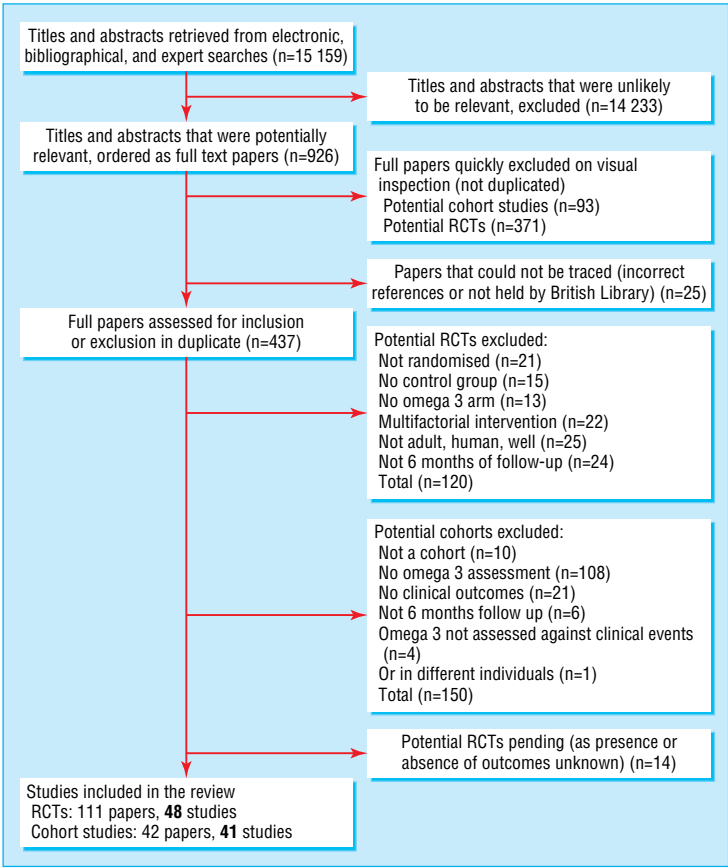 Titles and abstracts retrieved from electronic,
bibliographical, and expert searches (n=15 159)
Titles and abstracts that were unlikely
to be relevant, excluded (n=14 233)
Titles and abstracts that were potentially
relevant, ordered as full text papers (n=926)
Full papers quickly excluded on visual
inspection (not duplicated)
Potential cohort studies (n=93)
Potential RCTs (n=371)
Papers that could not be traced (incorrect
references or not held by British Library) (n=25)
Full papers assessed for inclusion
or exclusion in duplicate (n=437)
Potential RCTs excluded:
Not randomised (n=21)
No control group (n=15)
No omega 3 arm (n=13)
Multifactorial intervention (n=22)
Not adult, human, well (n=25)
Not 6 months of follow-up (n=24)
Total (n=120)
Potential cohorts excluded:
Not a cohort (n=10)
No omega 3 assessment (n=108)
No clinical outcomes (n=21)
Not 6 months follow up (n=6)
Omega 3 not assessed against clinical events
(n=4)
Or in different individuals (n=1)
Total (n=150)
Potential RCTs pending (as presence or
absence of outcomes unknown) (n=14)
Studies included in the review
RCTs: 111 papers, 48 studies
Cohort studies: 42 papers, 41 studies